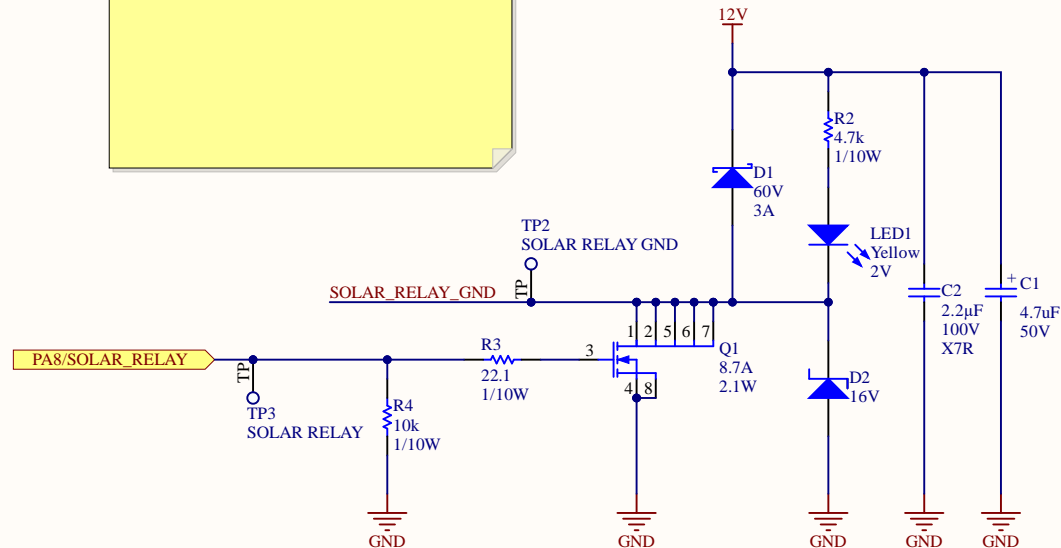 12V
R2
4.7k
1/10W
D1
60V
3A
TP2
SOLAR RELAY GND
LED1
Yellow
2V
TP
SOLAR_RELAY_GND
C2
2.2µF
100V
X7R
+
C1
4.7uF
50V
1
2
5
6
7
PA8/SOLAR_RELAY
TP
R3
22.1
1/10W
3
Q1
8.7A
2.1W
4
8
D2
16V
TP3
SOLAR RELAY
R4
10k
1/10W
GND
GND
GND
GND
GND